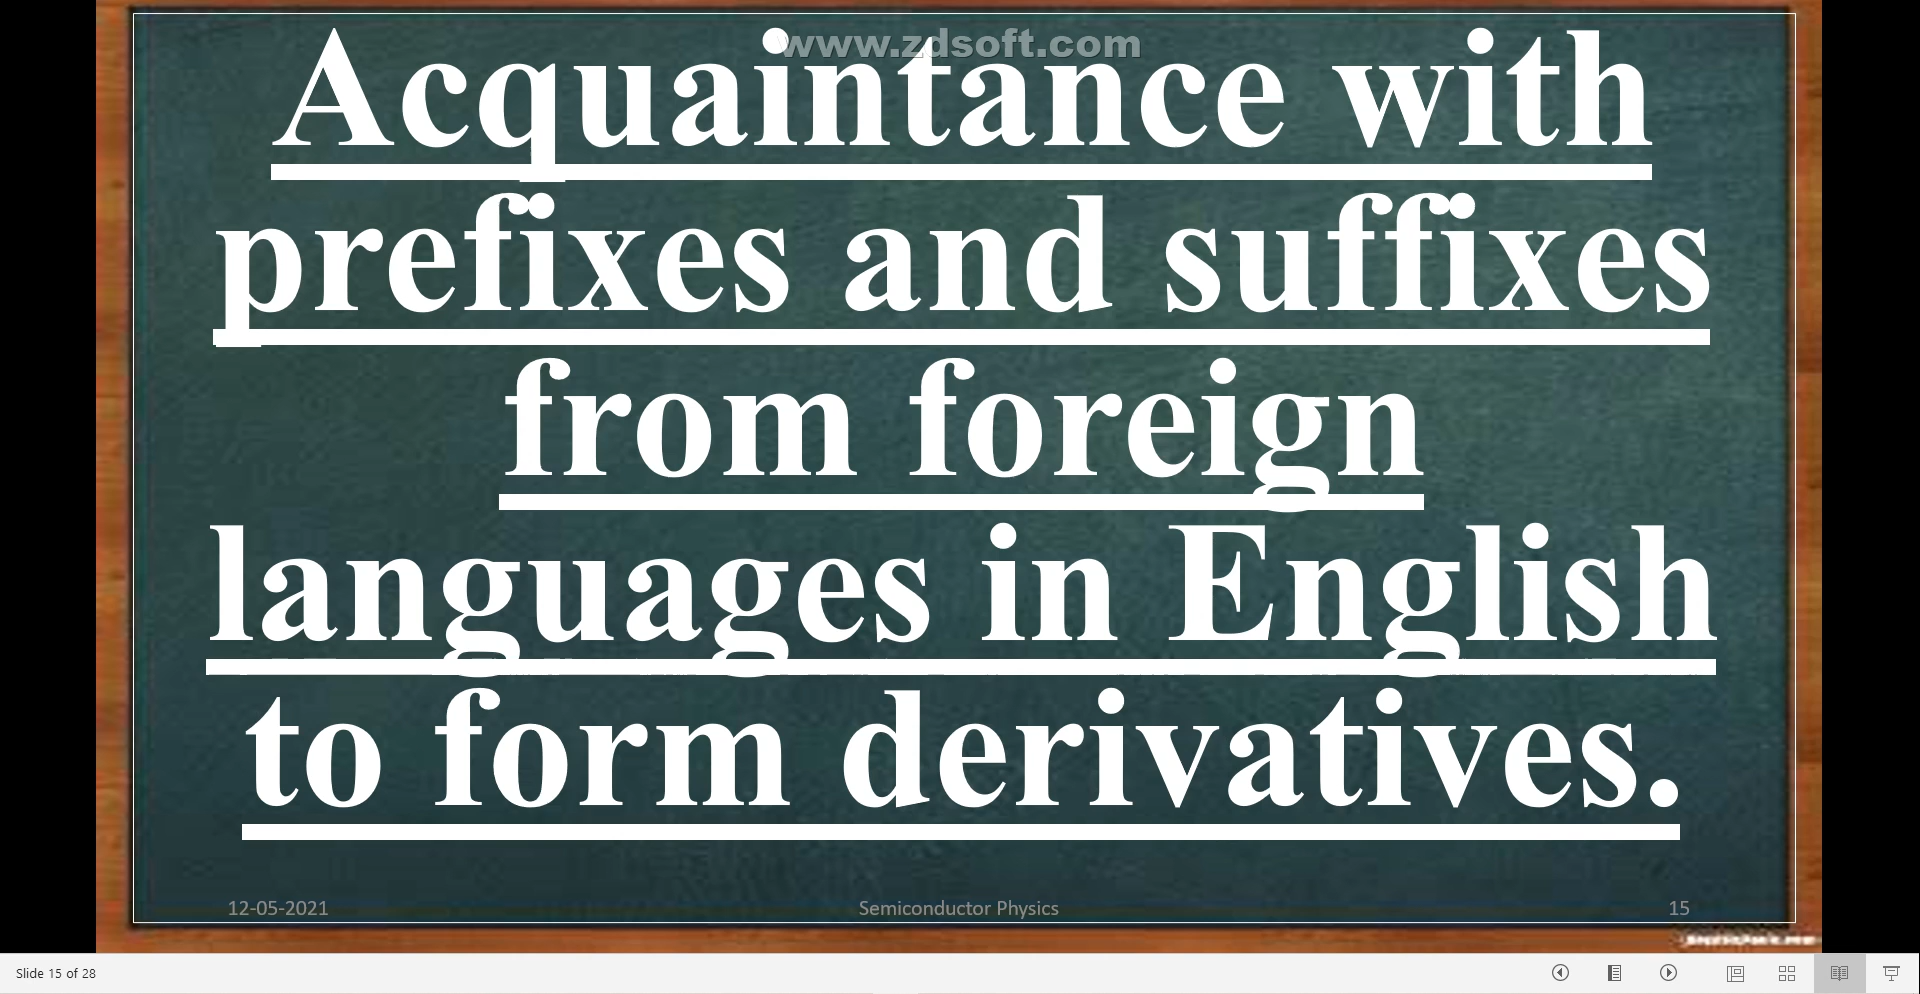 www.zdsoft.com
Acquaintance with
prefixes and suffixes
from foreign
languages in English
to form derivatives.
12-05-2021
Semiconductor Physics
15
Slide 15 of 28